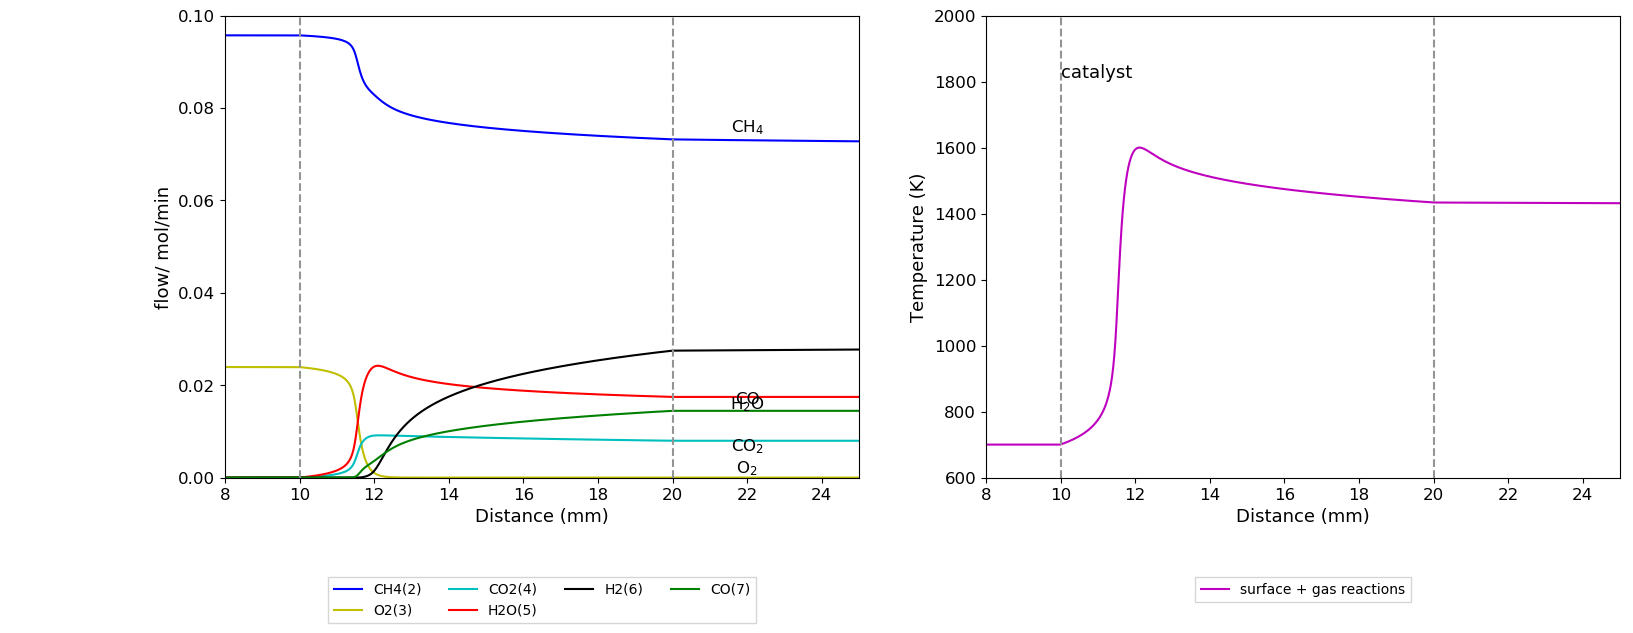 0.10
0.08
0.06
0.04
0.02
0.00
flow/ mol/min
CH₄
CO
H₂O
CO₂
O₂
8 10 12 14 16 18 20 22 24
Distance (mm)
CH4(2) CO2(4) H2(6) CO(7)
O2(3) H2O(5)
2000
1800
1600
1400
1200
1000
800
600
Temperature (K)
catalyst
8 10 12 14 16 18 20 22 24
Distance (mm)
surface + gas reactions